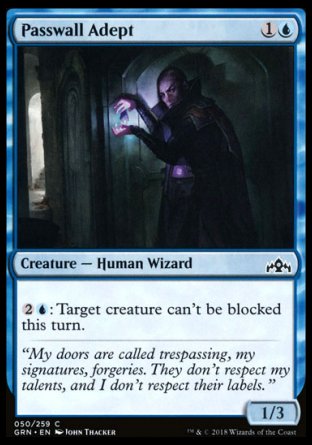 Passwall Adept 1
Creature — Human Wizard
2 : Target creature can't be blocked
this turn.
"My doors are called trespassing, my
signatures, forgeries. They don't respect my
talents, and I don't respect their labels."
1/3
050/259 C
GRN • EN JOHN THACKER
™ & © 2018 Wizards of the Coast